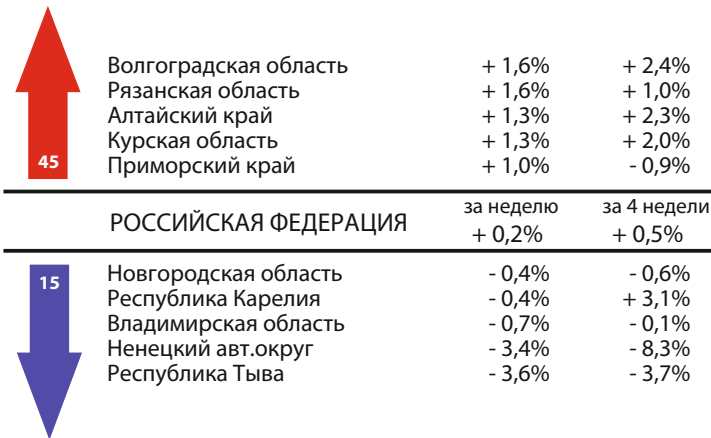 Волгоградская область + 1,6% + 2,4%
Рязанская область + 1,6% + 1,0%
Алтайский край + 1,3% + 2,3%
Курская область + 1,3% + 2,0%
45 Приморский край + 1,0% - 0,9%
за неделю за 4 недели
РОССИЙСКАЯ ФЕДЕРАЦИЯ + 0,2% + 0,5%
15 Новгородская область - 0,4% - 0,6%
Республика Карелия - 0,4% + 3,1%
Владимирская область - 0,7% - 0,1%
Ненецкий авт.округ - 3,4% - 8,3%
Республика Тыва - 3,6% - 3,7%